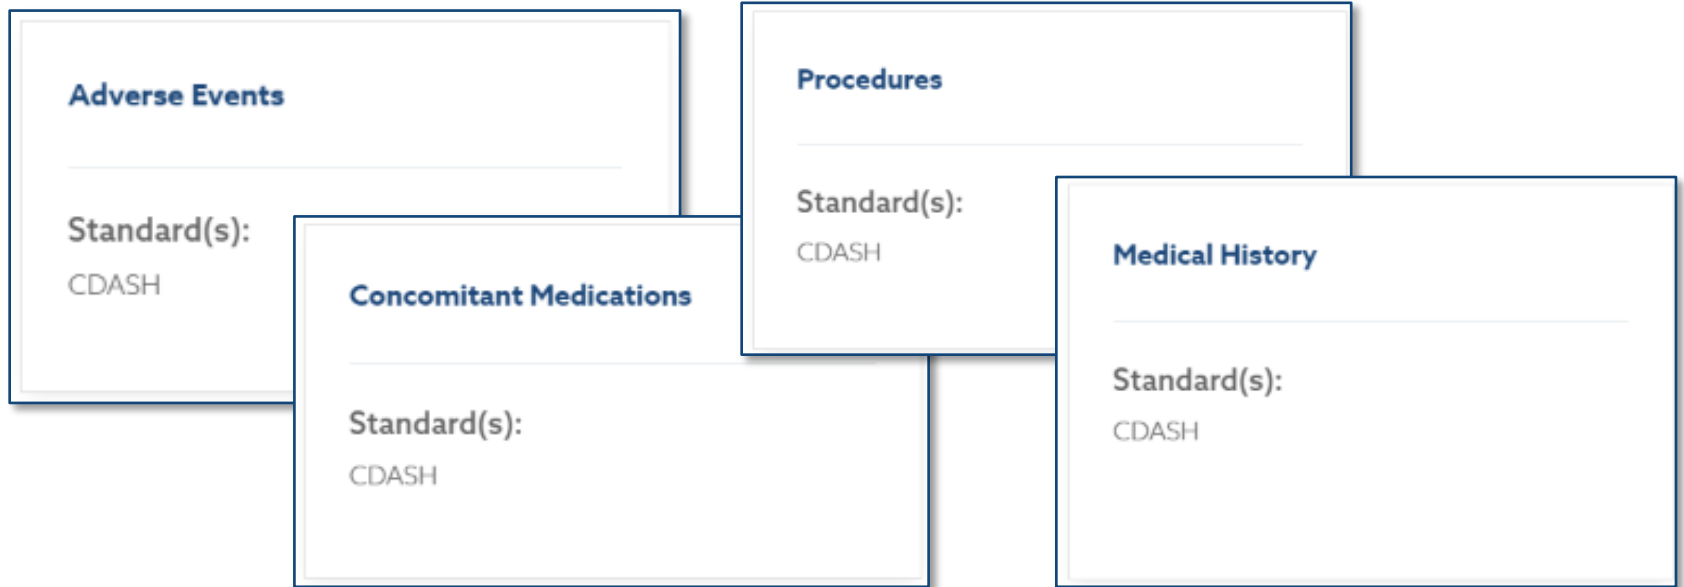 Adverse Events
Standard(s):
CDASH
Concomitant Medications
Standard(s):
CDASH
Procedures
Standard(s):
CDASH
Medical History
Standard(s):
CDASH